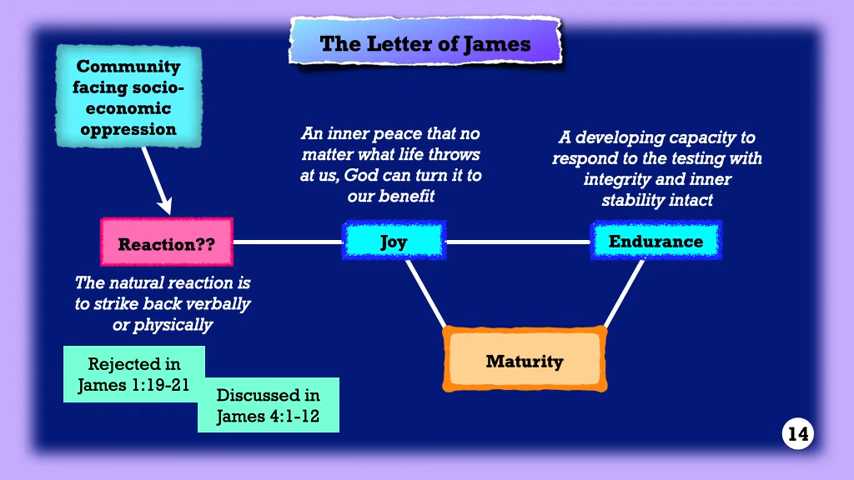 The Letter of James
Community
facing socio-
economic
oppression
An inner peace that no
matter what life throws
at us, God can turn it to
our benefit
A developing capacity to
respond to the testing with
integrity and inner
stability intact
Reaction??
Joy
Endurance
The natural reaction is
to strike back verbally
or physically
Maturity
Rejected in
James 1:19-21
Discussed in
James 4:1-12
14